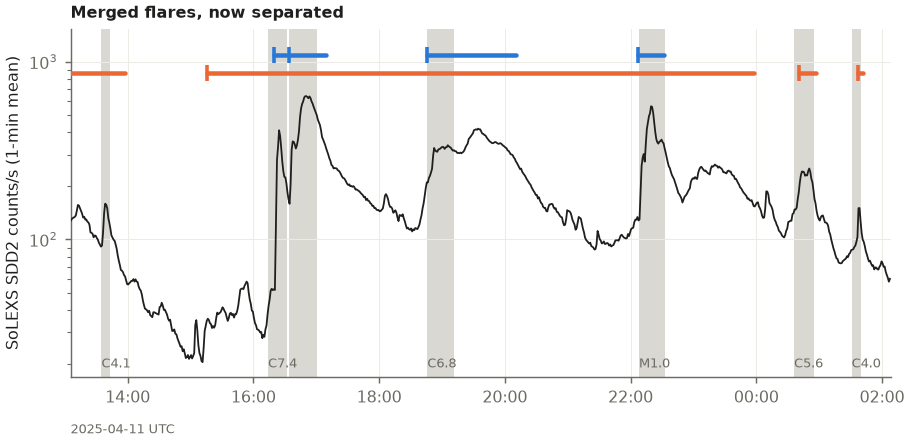 Merged flares, now separated
SoLEXS SDD2 counts/s (1-min mean)
10³
10²
C4.1
C7.4
C6.8
M1.0
C5.6
C4.0
14:00
16:00
18:00
20:00
22:00
00:00
02:00
2025-04-11 UTC